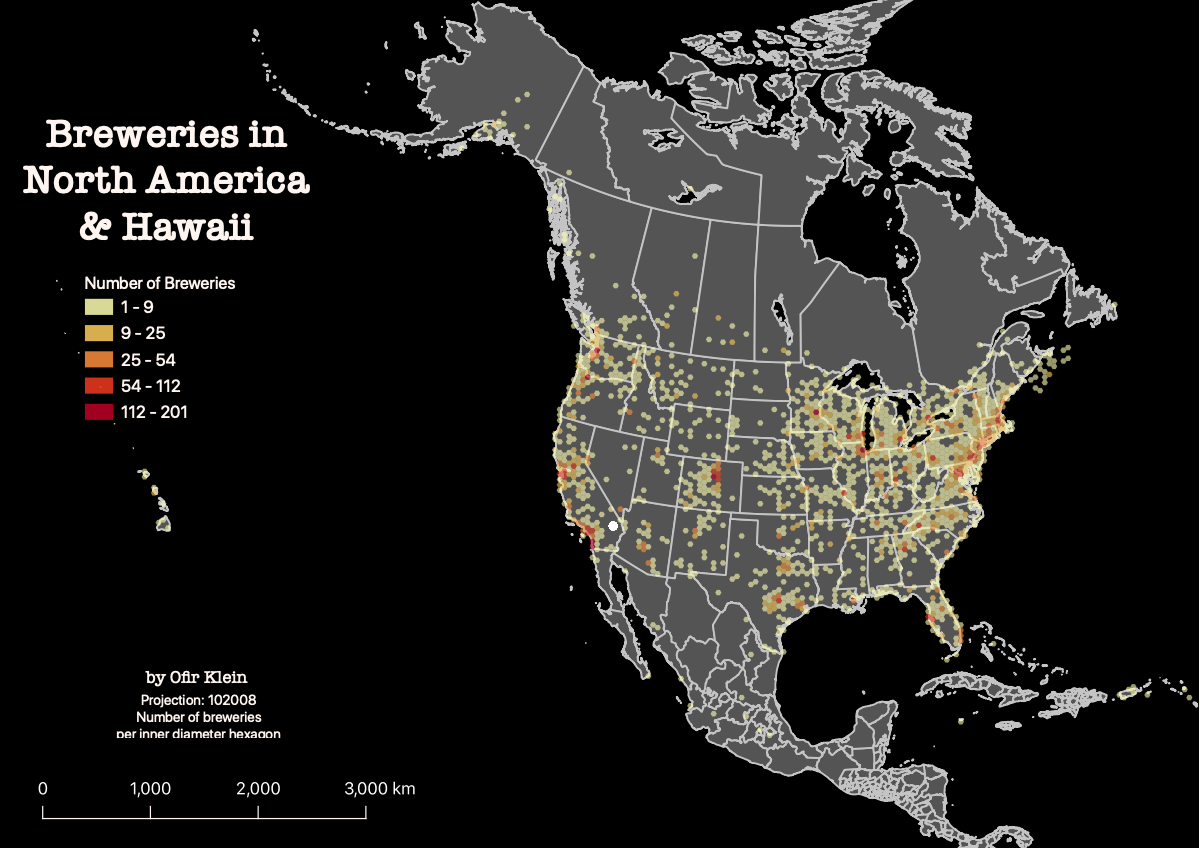 Breweries in
North America
& Hawaii
Number of Breweries
1 - 9
9 - 25
25 - 54
54 - 112
112 - 201
by Ofir Klein
Projection: 102008
Number of breweries
per inner diameter hexagon
0 1,000 2,000 3,000 km